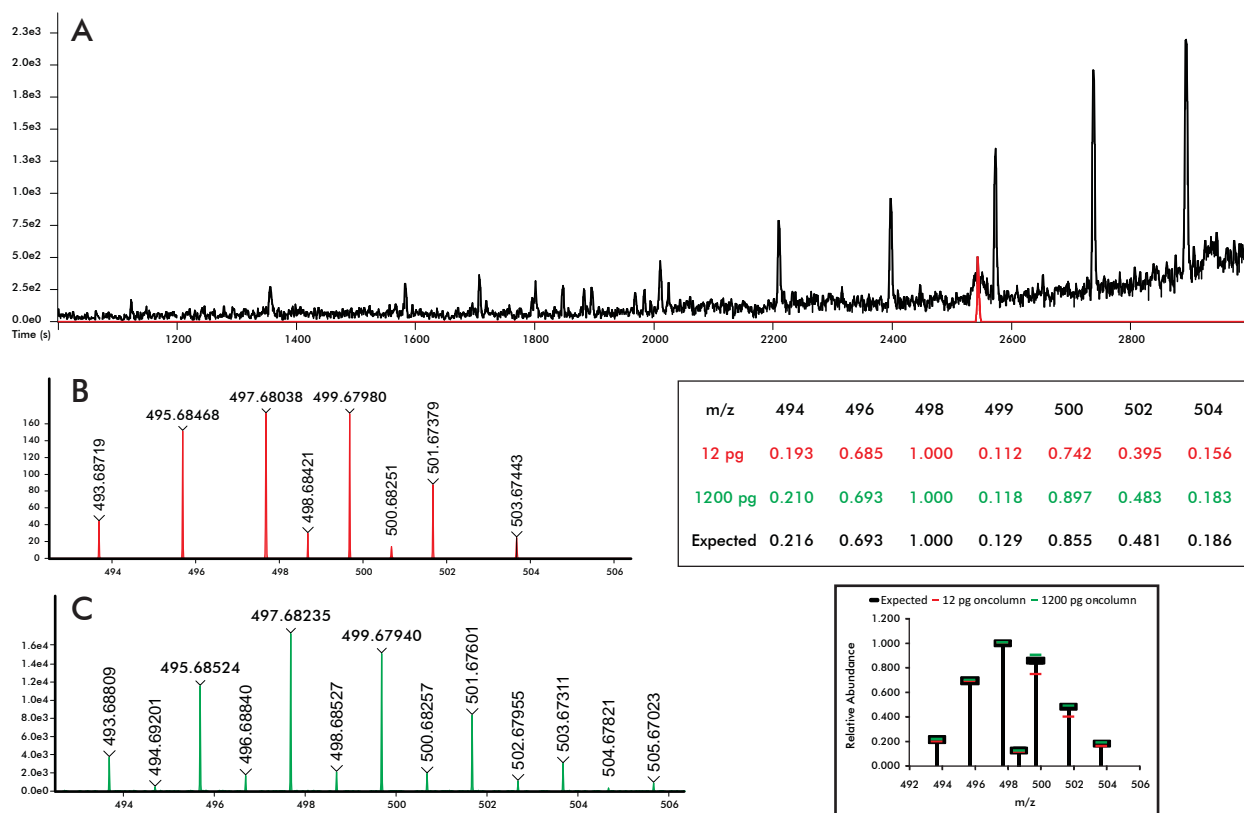 A
2.3e3
2.0e3
1.8e3
1.5e3
1.3e3
1.0e3
7.5e2
5.0e2
2.5e2
0.0e0
Time (s) 1200 1400 1600 1800 2000 2200 2400 2600 2800
B
160
140
120
100
80
60
40
20
0
493.68719
495.68468
497.68038
498.68421
499.67980
500.68251
501.67379
503.67443
494 496 498 500 502 504 506
m/z 494 496 498 499 500 502 504
12 pg 0.193 0.685 1.000 0.112 0.742 0.395 0.156
1200 pg 0.210 0.693 1.000 0.118 0.897 0.483 0.183
Expected 0.216 0.693 1.000 0.129 0.855 0.481 0.186
C
1.6e4
1.4e4
1.2e4
1.0e4
8.0e3
6.0e3
4.0e3
2.0e3
0.0e0
493.68809
494.69201
495.68524
496.68840
497.68235
498.68527
499.67940
500.68257
501.67601
502.67955
503.67311
504.67821
505.67023
494 496 498 500 502 504 506
Expected 12 pg on-column 1200 pg on-column
Relative Abundance
1.200
1.000
0.800
0.600
0.400
0.200
0.000
492 494 496 498 500 502 504 506
m/z